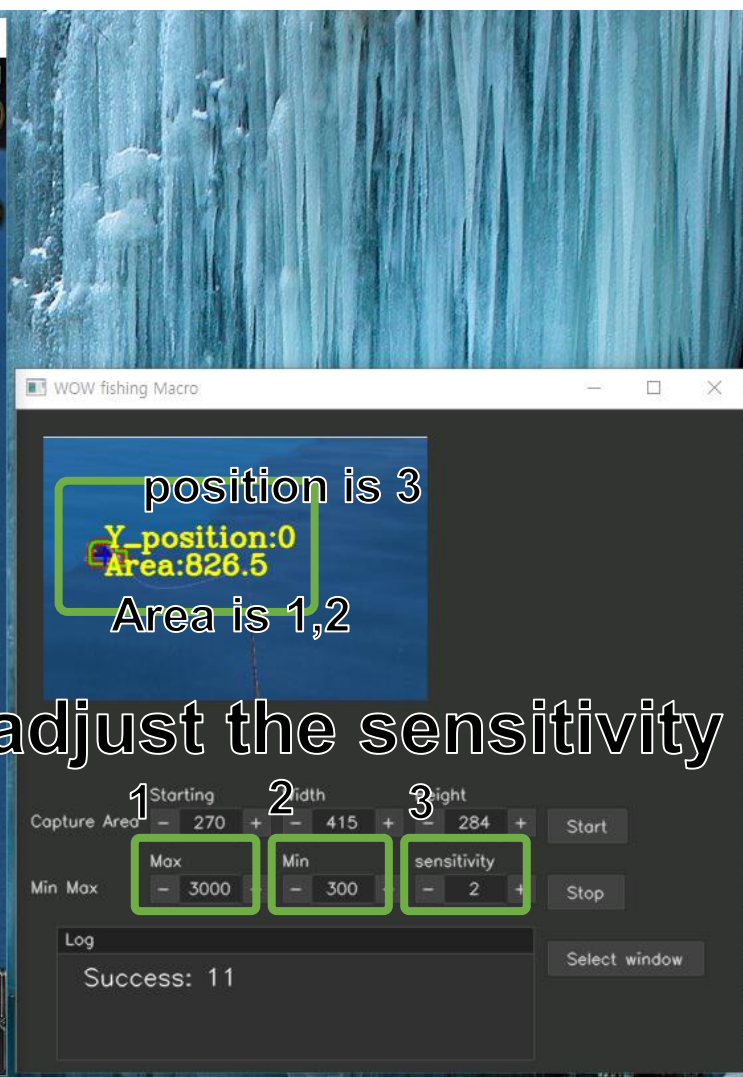 WOW fishing Macro
position is 3
Y_position:0
Area:826.5
Area is 1,2
adjust the sensitivity
1 Starting 2 Width 3 Height
Capture Area - 270 + - 415 + - 284 + Start
Max Min sensitivity
Min Max - 3000 - 300 - 2 + Stop
Log
Select window
Success: 11